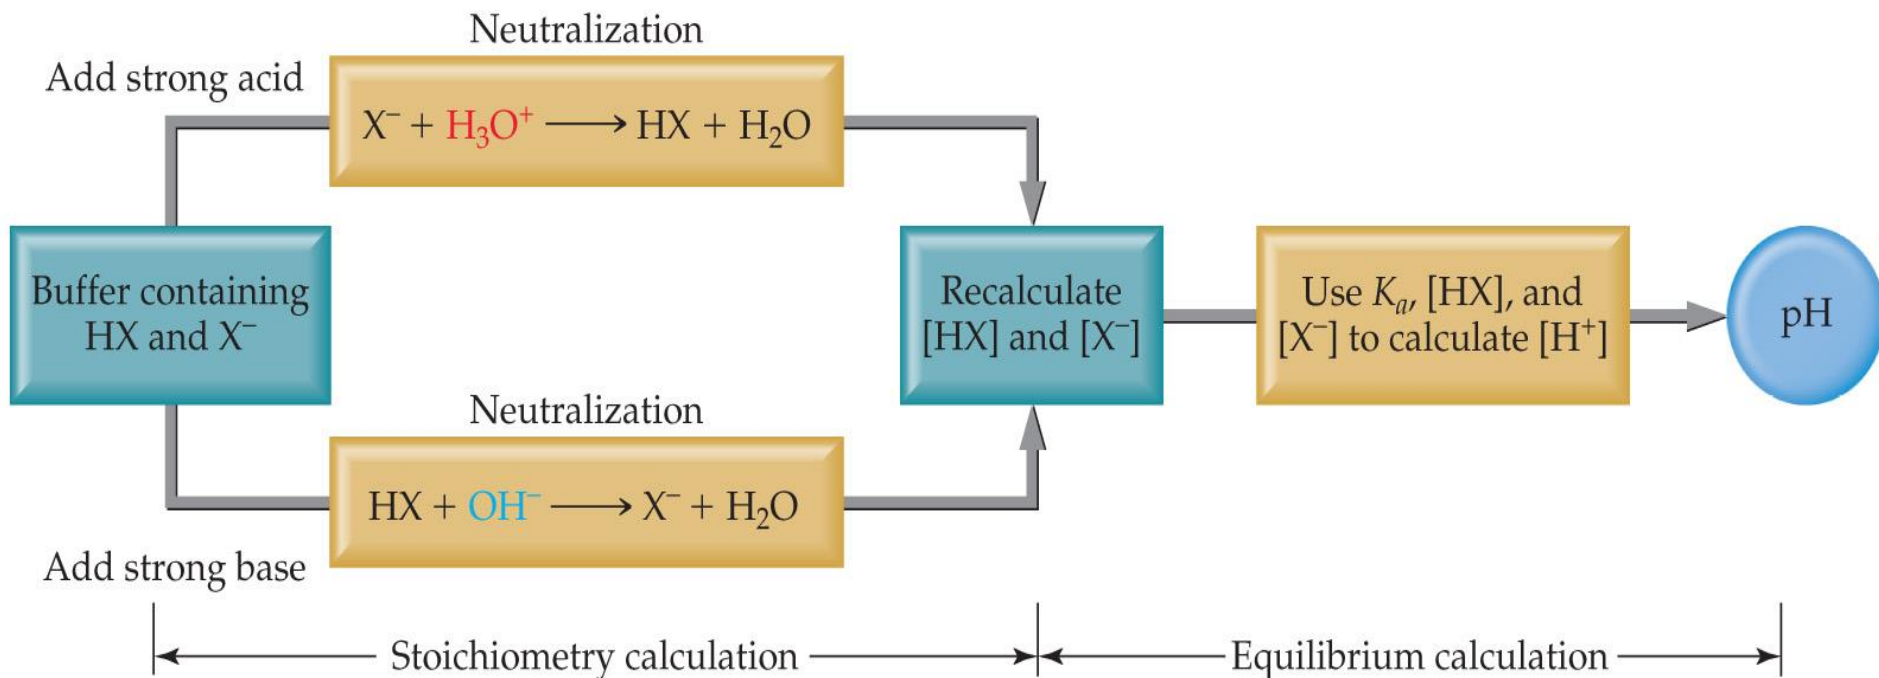 Neutralization
Add strong acid
X⁻ + H₃O⁺ ⟶ HX + H₂O
Buffer containing
HX and X⁻
Recalculate
[HX] and [X⁻]
Use Kₐ, [HX], and
[X⁻] to calculate [H⁺]
pH
Neutralization
HX + OH⁻ ⟶ X⁻ + H₂O
Add strong base
Stoichiometry calculation
Equilibrium calculation